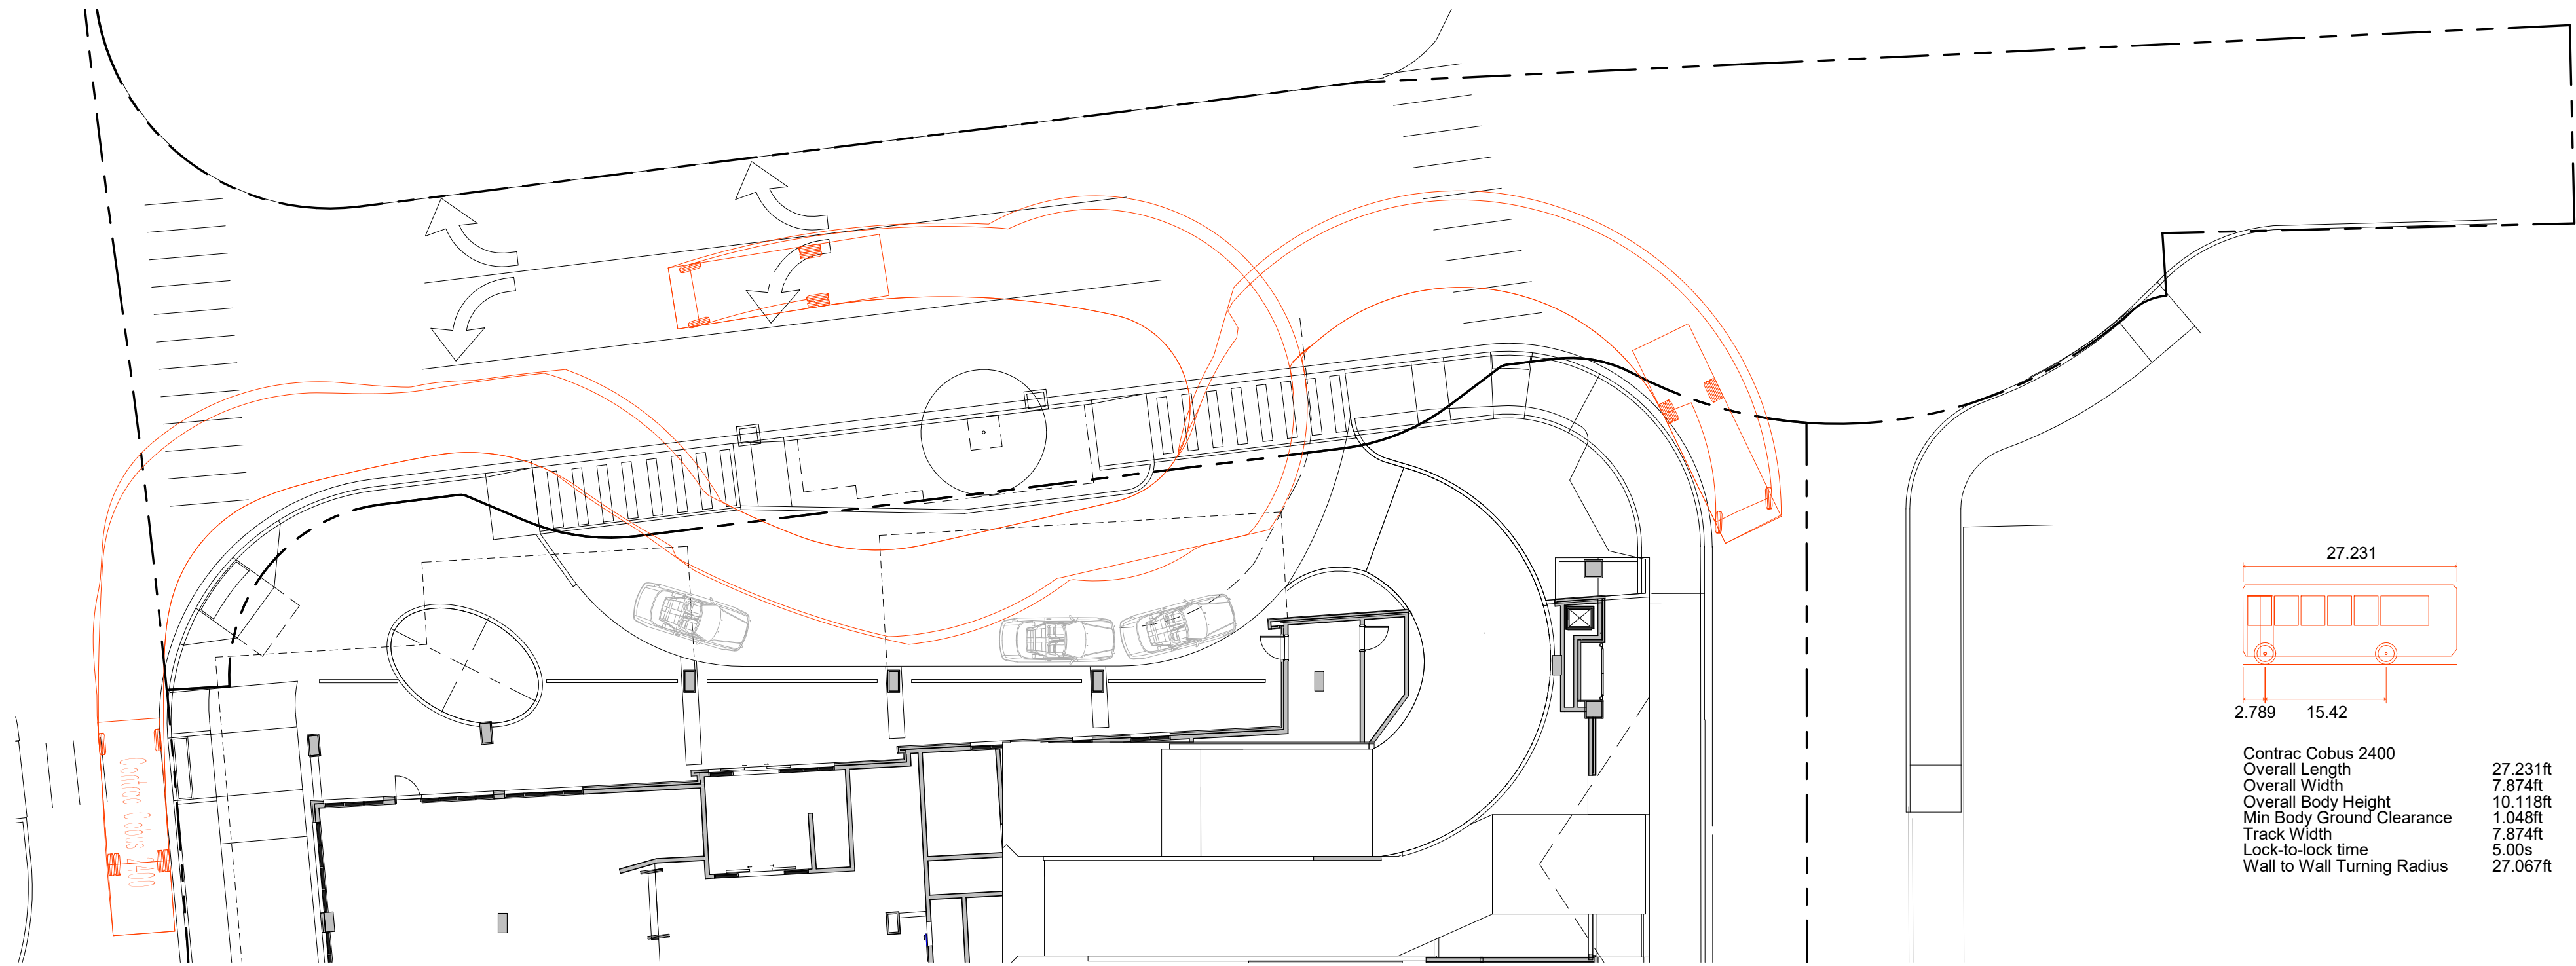 Contrac Cobus 2400
27.231
2.789 15.42
Contrac Cobus 2400
Overall Length 27.231ft
Overall Width 7.874ft
Overall Body Height 10.118ft
Min Body Ground Clearance 1.048ft
Track Width 7.874ft
Lock-to-lock time 5.00s
Wall to Wall Turning Radius 27.067ft